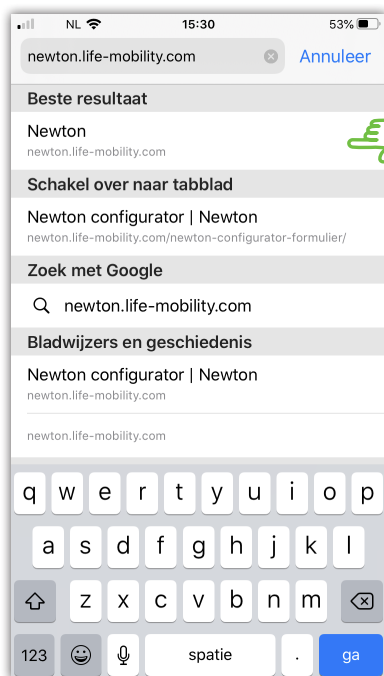 NL 15:30 53%
newton.life-mobility.com Annuleer
Beste resultaat
Newton
newton.life-mobility.com
Schakel over naar tabblad
Newton configurator | Newton
newton.life-mobility.com/newton-configurator-formulier/
Zoek met Google
newton.life-mobility.com
Bladwijzers en geschiedenis
Newton configurator | Newton
newton.life-mobility.com
newton.life-mobility.com
q w e r t y u i o p
a s d f g h j k l
z x c v b n m
123 spatie . ga